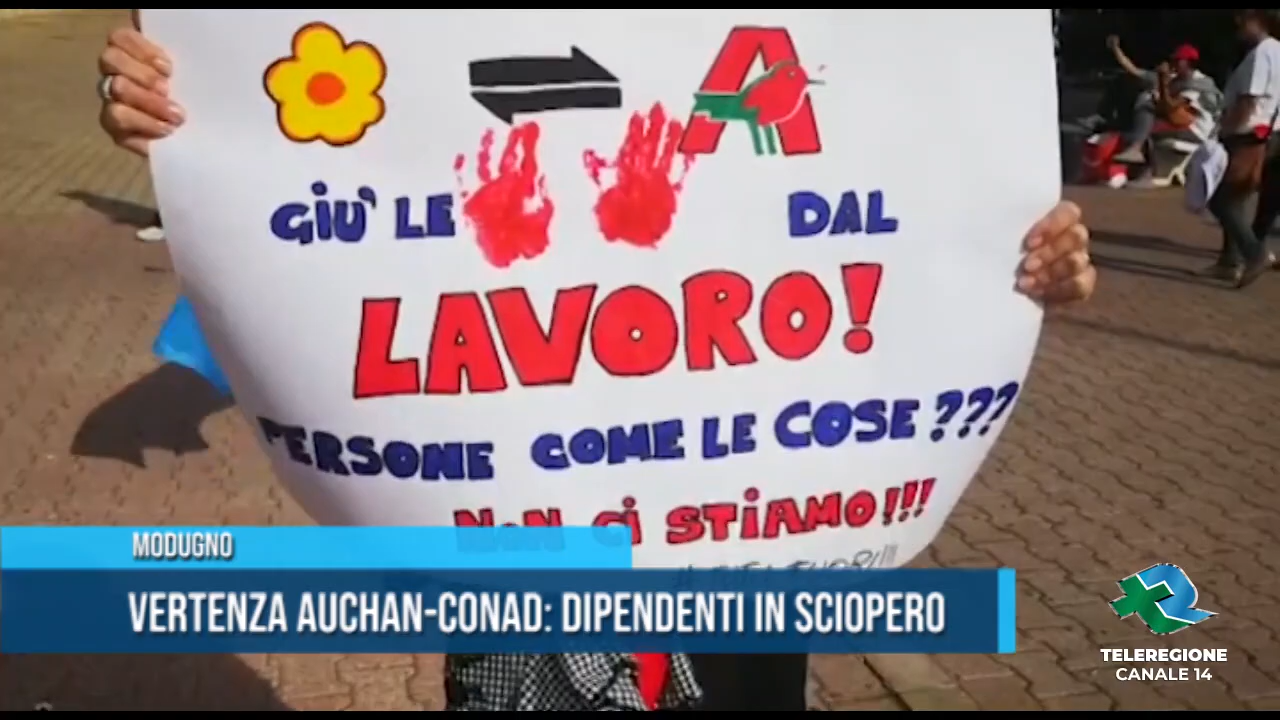 A
GIU' LE DAL
LAVORO!
PERSONE COME LE COSE???
NON CI STIAMO!!!
MODUGNO
VERTENZA AUCHAN-CONAD: DIPENDENTI IN SCIOPERO
TELEREGIONE
CANALE 14